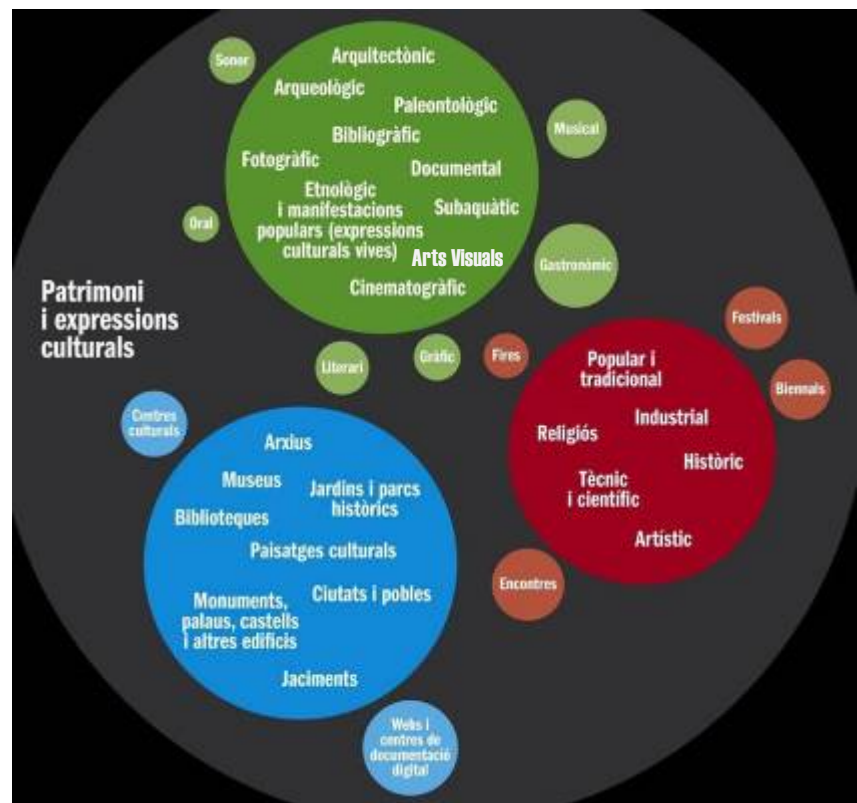 Patrimoni
i expressions
culturals
Sonor
Arquitectònic
Arqueològic
Paleontològic
Bibliogràfic
Fotogràfic
Documental
Etnològic
i manifestacions
populars (expressions
culturals vives)
Subaquàtic
Arts Visuals
Cinematogràfic
Musical
Oral
Gastronòmic
Literari
Gràfic
Fires
Festivals
Biennals
Popular i
tradicional
Industrial
Religiós
Històric
Tècnic
i científic
Artístic
Encontres
Centres
culturals
Arxius
Museus
Jardins i parcs
històrics
Biblioteques
Paisatges culturals
Ciutats i pobles
Monuments,
palaus, castells
i altres edificis
Jaciments
Webs i
centres de
documentació
digital